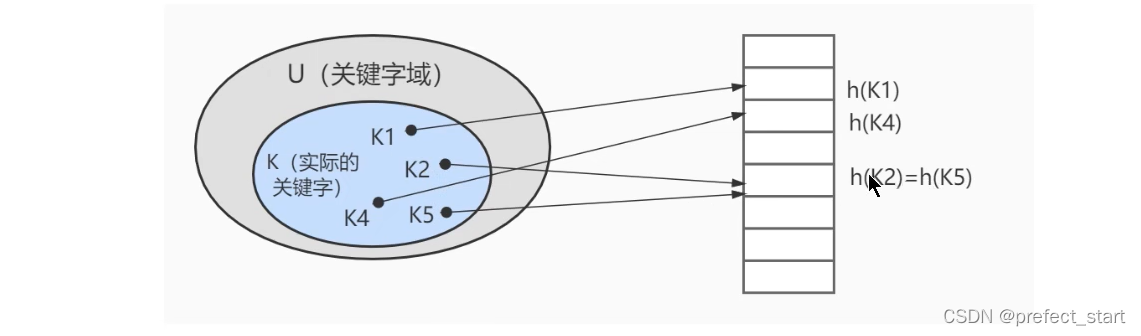 U（关键字域）
K1
K（实际的
关键字）
K2
K4
K5
h(K1)
h(K4)
h(K2)=h(K5)
CSDN @prefect_start